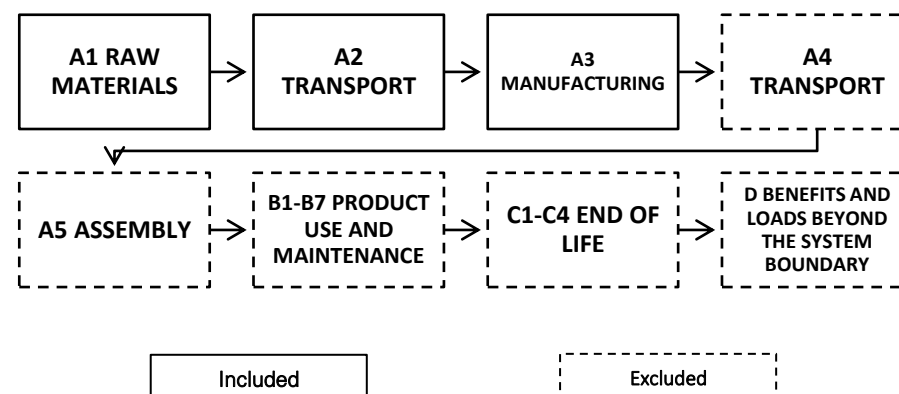 A1 RAW
MATERIALS
A2
TRANSPORT
A3
MANUFACTURING
A4
TRANSPORT
A5 ASSEMBLY
B1-B7 PRODUCT
USE AND
MAINTENANCE
C1-C4 END OF
LIFE
D BENEFITS AND
LOADS BEYOND
THE SYSTEM
BOUNDARY
Included
Excluded